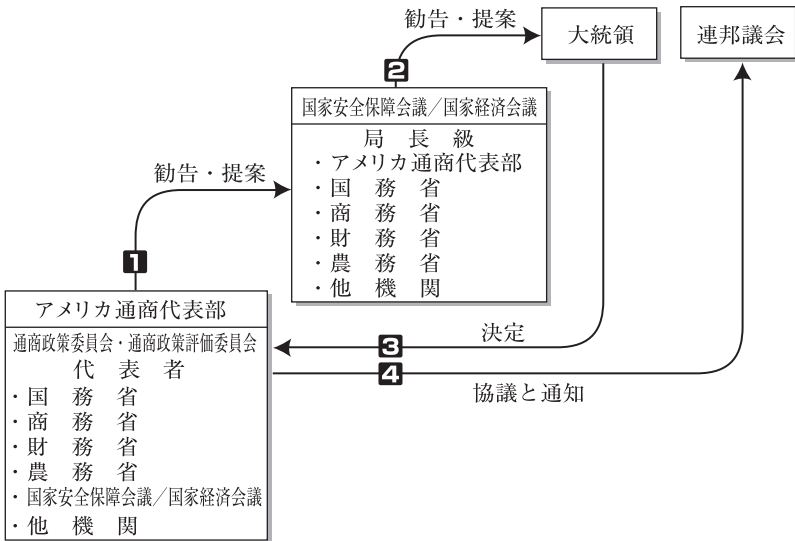 勧告・提案
大統領
連邦議会
2
国家安全保障会議／国家経済会議
局長級
・アメリカ通商代表部
・国務省
・商務省
・財務省
・農務省
・他機関
勧告・提案
1
アメリカ通商代表部
通商政策委員会・通商政策評価委員会
代表者
・国務省
・商務省
・財務省
・農務省
・国家安全保障会議／国家経済会議
・他機関
3
決定
4
協議と通知